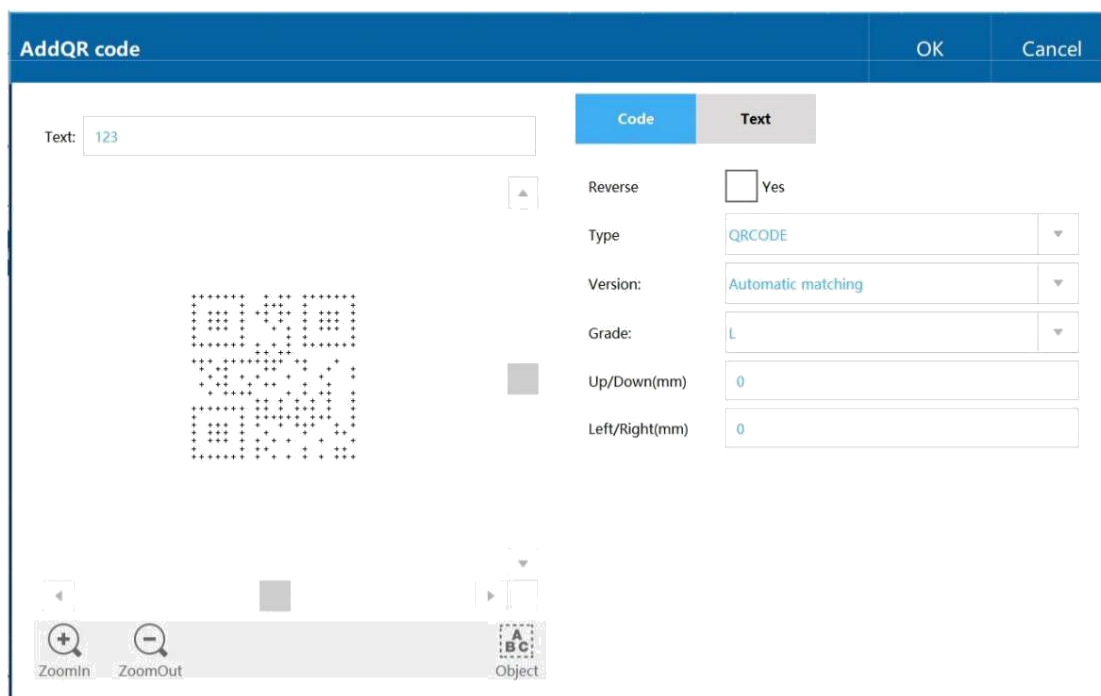 AddQR code
OK
Cancel
Text: 123
Code
Text
Reverse
Yes
Type
QRCODE
Version:
Automatic matching
Grade:
L
Up/Down(mm)
0
Left/Right(mm)
0
ZoomIn
ZoomOut
A
BC
Object